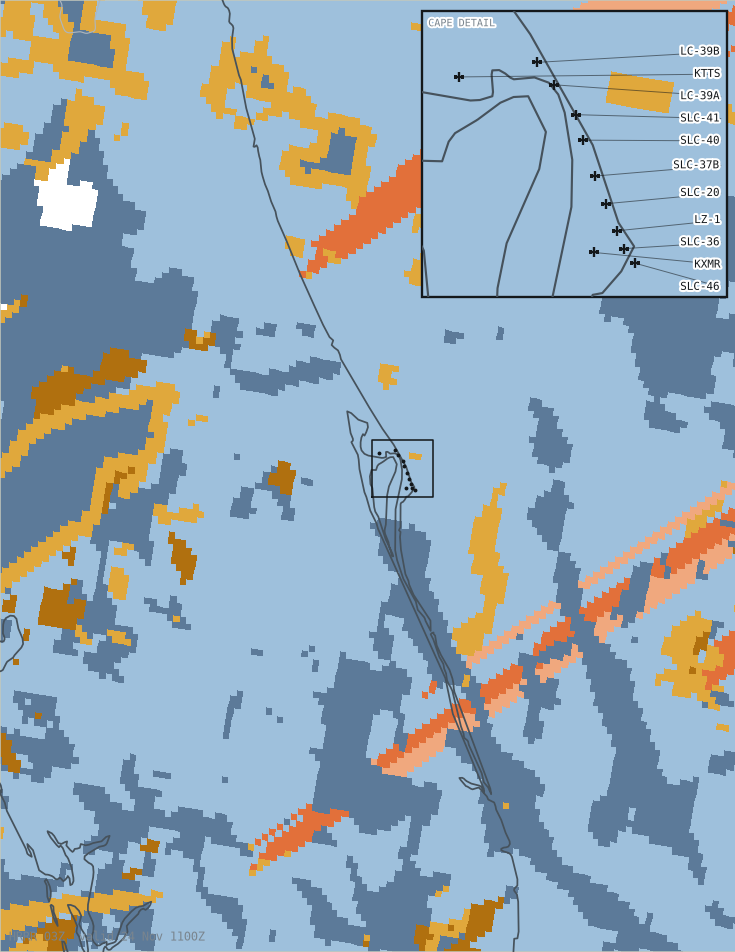 CAPE DETAIL
LC-39B
KTTS
LC-39A
SLC-41
SLC-40
SLC-37B
SLC-20
LZ-1
SLC-36
KXMR
SLC-46
Nov 1100Z